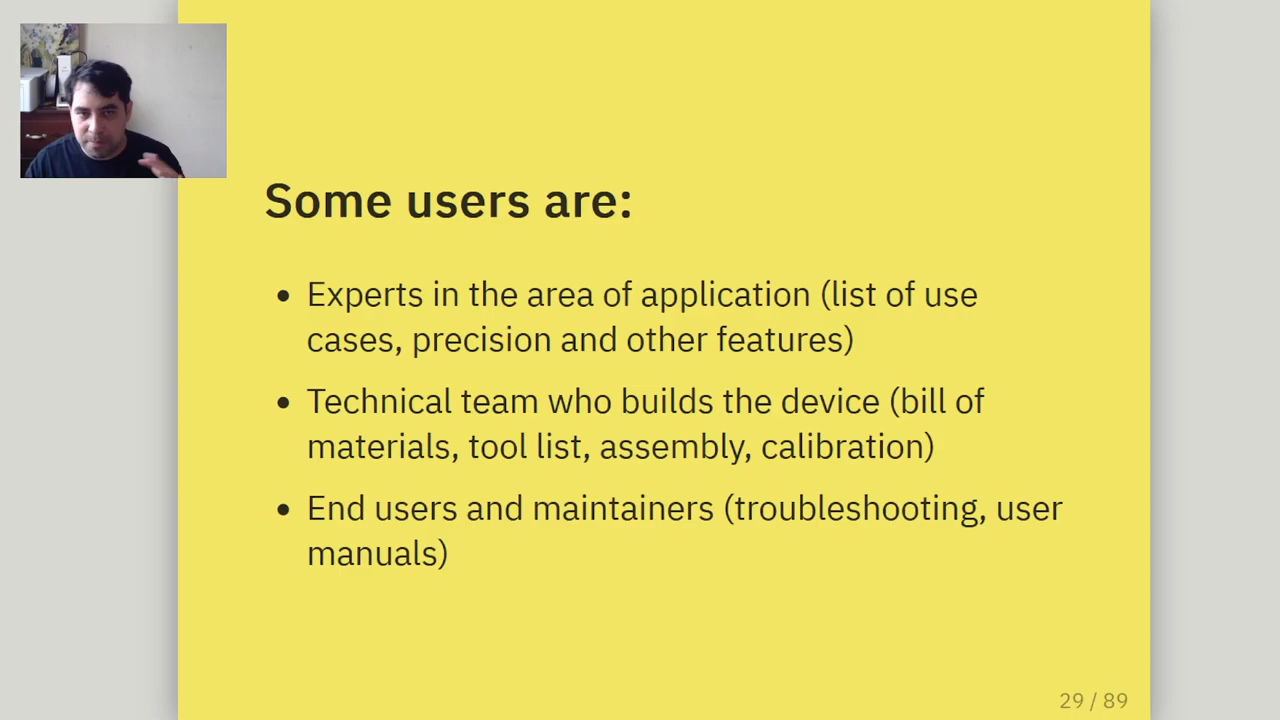 Some users are:
• Experts in the area of application (list of use
cases, precision and other features)
• Technical team who builds the device (bill of
materials, tool list, assembly, calibration)
• End users and maintainers (troubleshooting, user
manuals)
29 / 89